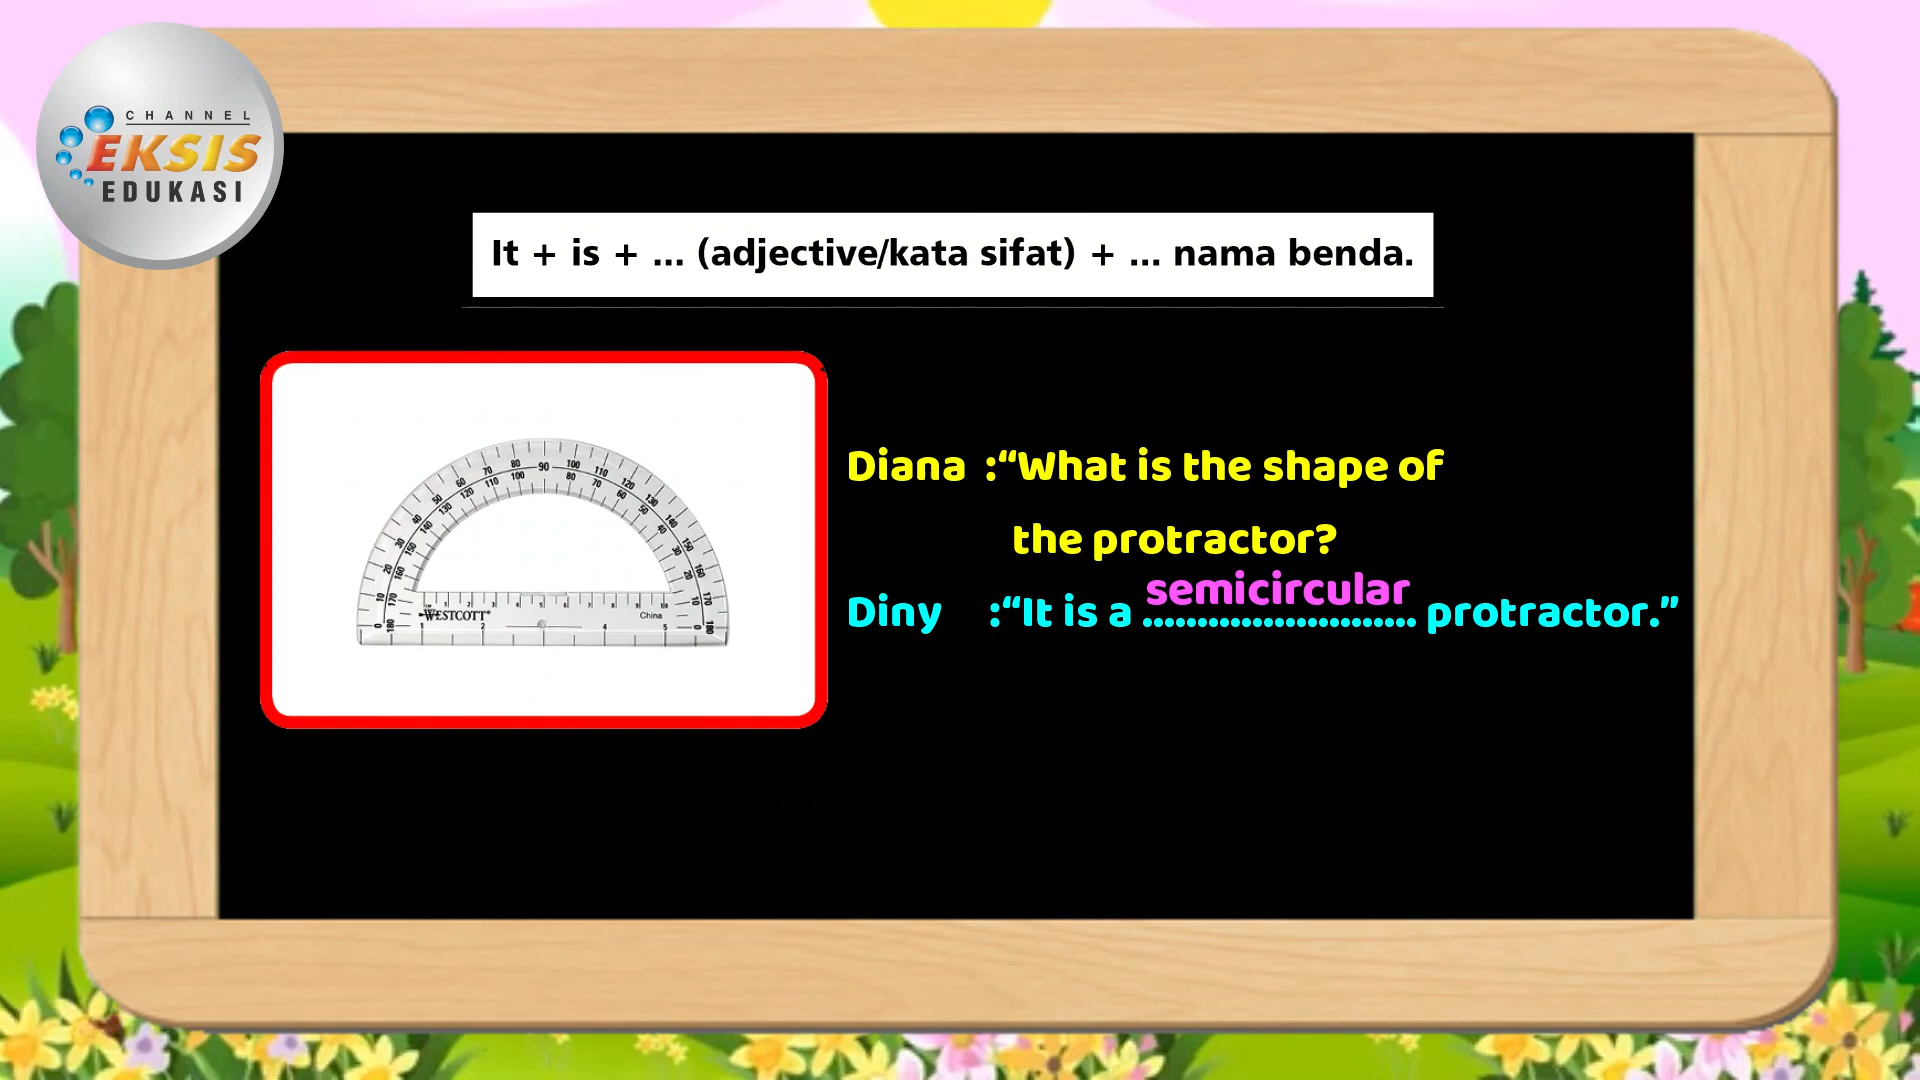 CHANNEL
EKSIS
EDUKASI
It + is + ... (adjective/kata sifat) + ... nama benda.
WESTCOTT®
China
Diana :“What is the shape of
the protractor?
semicircular
Diny :“It is a ......................... protractor.”